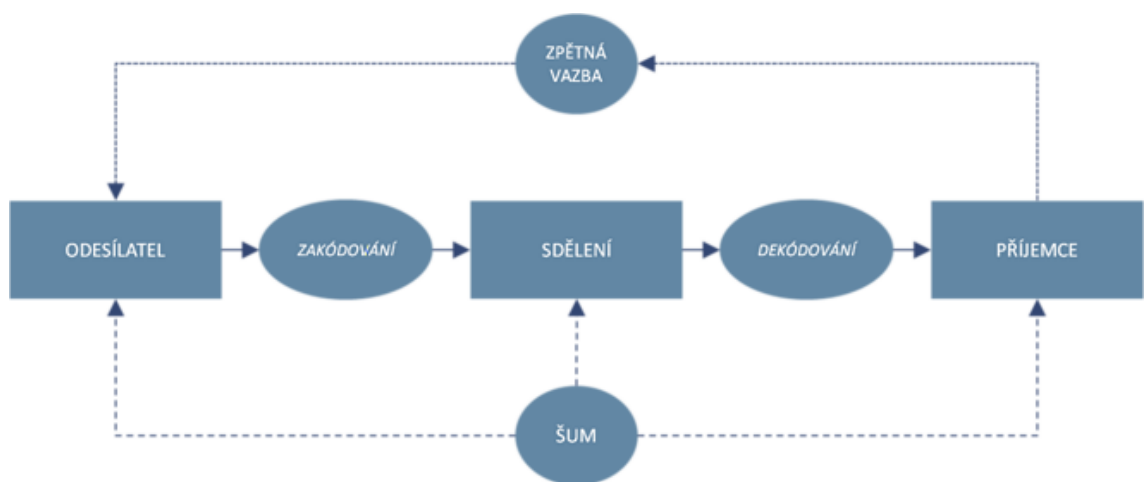 ZPĚTNÁ
VAZBA
ODESÍLATEL
ZAKÓDOVÁNÍ
SDĚLENÍ
DEKÓDOVÁNÍ
PŘÍJEMCE
ŠUM